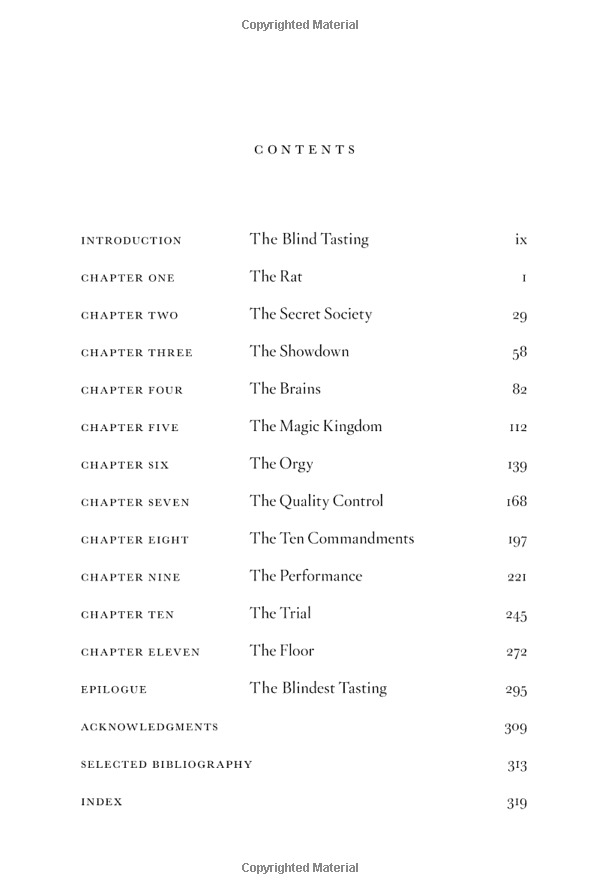 Copyrighted Material
CONTENTS
INTRODUCTION The Blind Tasting ix
CHAPTER ONE The Rat 1
CHAPTER TWO The Secret Society 29
CHAPTER THREE The Showdown 58
CHAPTER FOUR The Brains 82
CHAPTER FIVE The Magic Kingdom 112
CHAPTER SIX The Orgy 139
CHAPTER SEVEN The Quality Control 168
CHAPTER EIGHT The Ten Commandments 197
CHAPTER NINE The Performance 221
CHAPTER TEN The Trial 245
CHAPTER ELEVEN The Floor 272
EPILOGUE The Blindest Tasting 295
ACKNOWLEDGMENTS 309
SELECTED BIBLIOGRAPHY 313
INDEX 319
Copyrighted Material